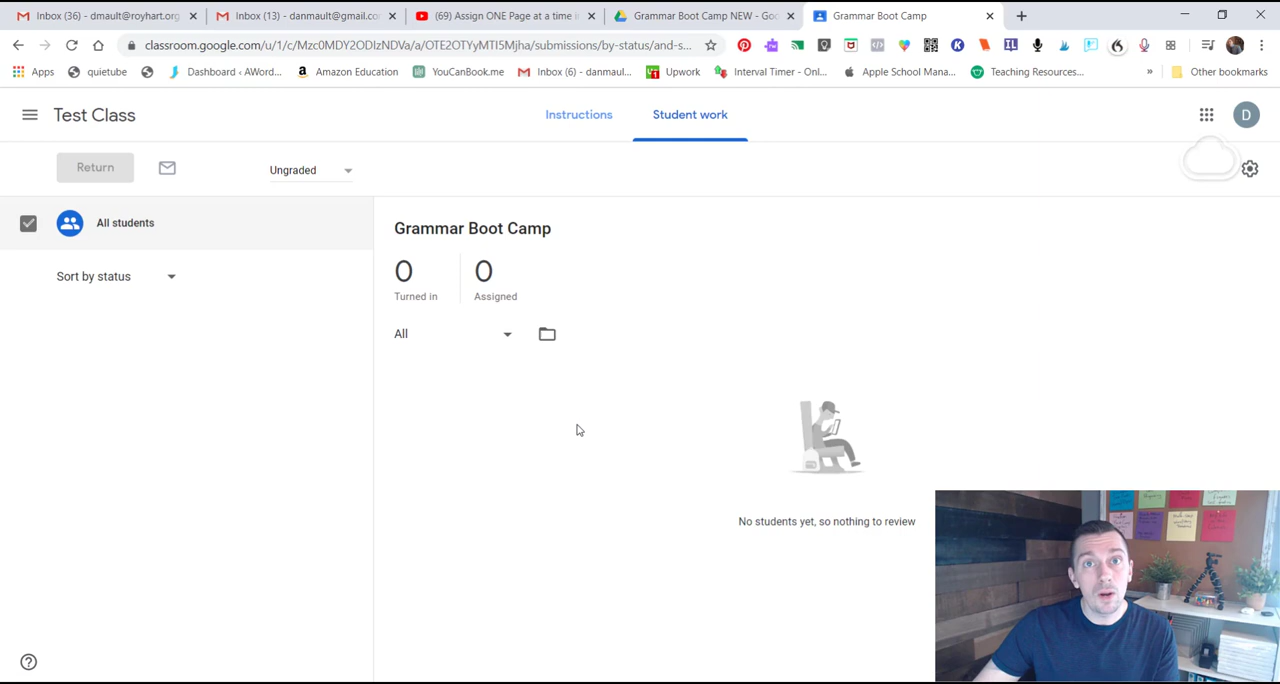 Inbox (36) - dmault@royhart.org
Inbox (13) - danmault@gmail.co
(69) Assign ONE Page at a time i
Grammar Boot Camp NEW - Goo
Grammar Boot Camp
classroom.google.com/u/1/c/Mzc0MDY2ODIzNDVa/a/OTE2OTYyMTI5Mjha/submissions/by-status/and-s...
Apps
quietube
Dashboard ‹ AWord...
Amazon Education
YouCanBook.me
Inbox (6) - danmaul...
Upwork
Interval Timer - Onl...
Apple School Mana...
Teaching Resources...
»
Other bookmarks
Test Class
Instructions
Student work
D
Return
Ungraded
All students
Sort by status
Grammar Boot Camp
0
0
Turned in
Assigned
All
No students yet, so nothing to review